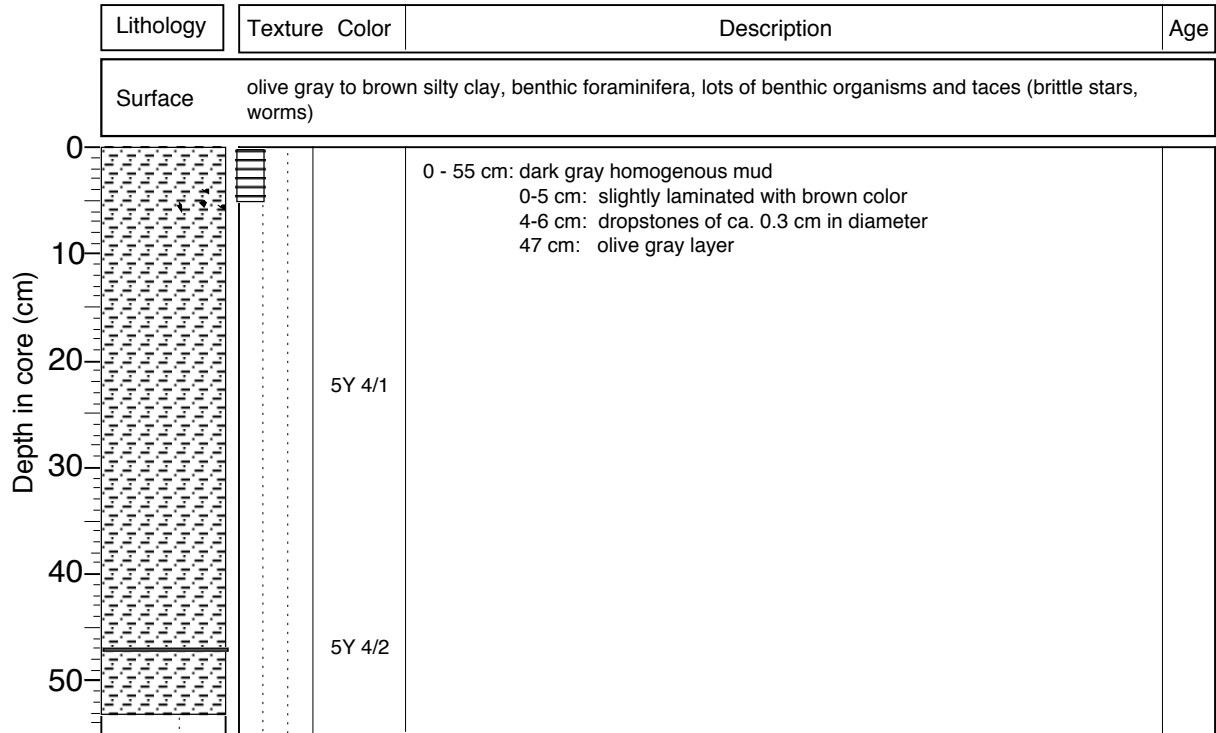 Lithology
Texture Color
Description
Age
Surface
olive gray to brown silty clay, benthic foraminifera, lots of benthic organisms and taces (brittle stars,
worms)
Depth in core (cm)
0
10
20
30
40
50
5Y 4/1
5Y 4/2
0 - 55 cm: dark gray homogenous mud
0-5 cm: slightly laminated with brown color
4-6 cm: dropstones of ca. 0.3 cm in diameter
47 cm: olive gray layer